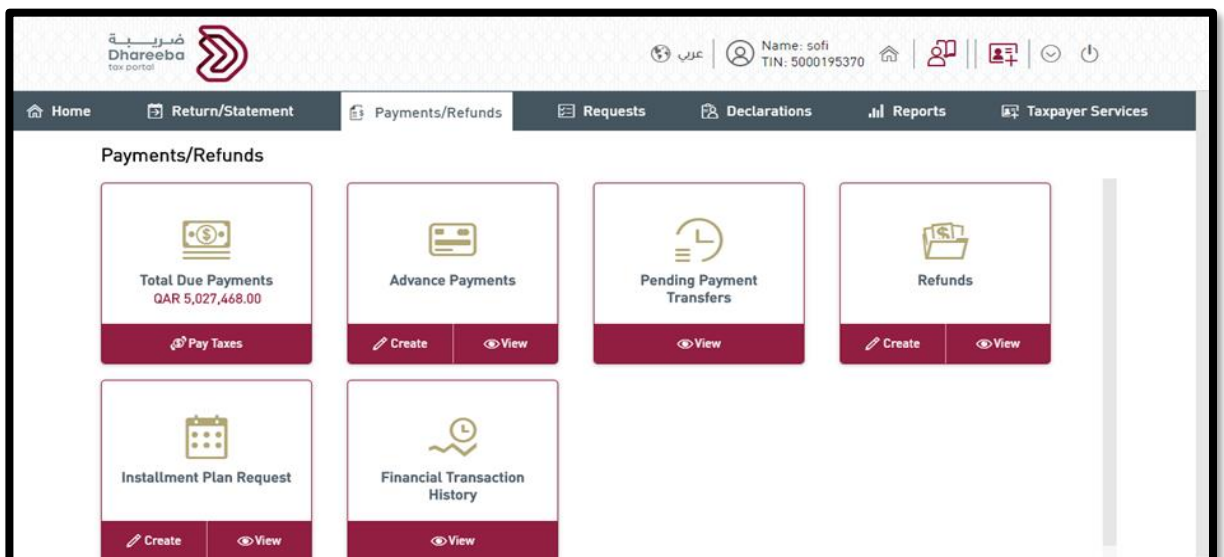 ضريبة
Dhareeba
tax portal
عربي
Name: sofi
TIN: 5000195370
Home
Return/Statement
Payments/Refunds
Requests
Declarations
Reports
Taxpayer Services
Payments/Refunds
Total Due Payments
QAR 5,027,468.00
Pay Taxes
Advance Payments
Create
View
Pending Payment
Transfers
View
Refunds
Create
View
Installment Plan Request
Create
View
Financial Transaction
History
View